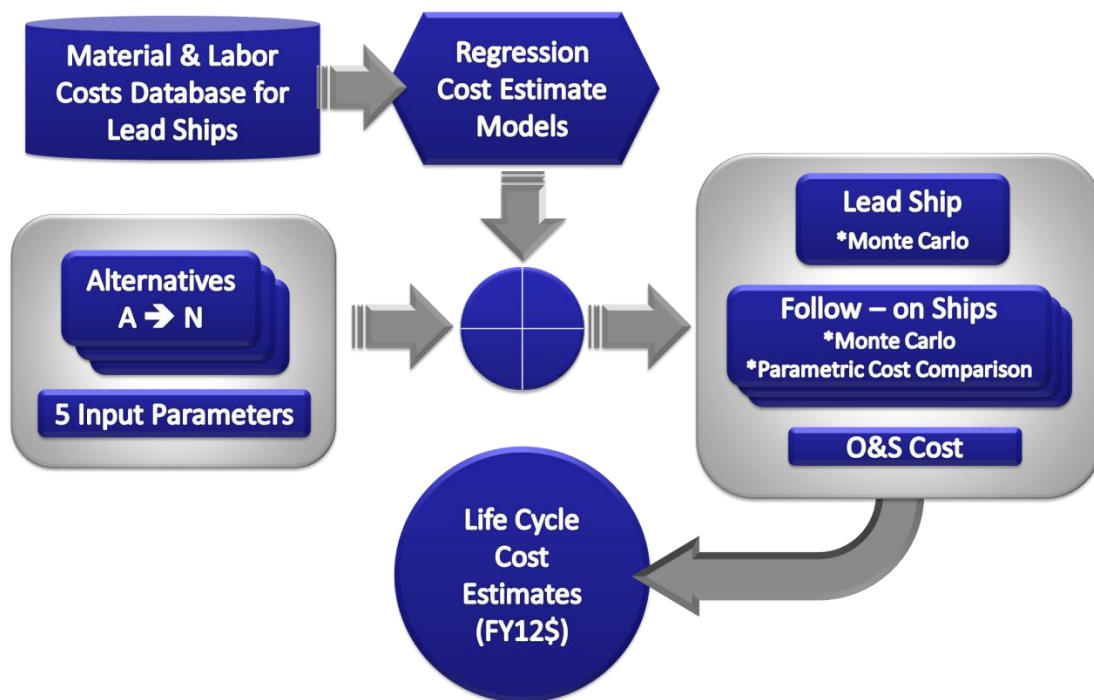 Material & Labor
Costs Database for
Lead Ships
Regression
Cost Estimate
Models
Alternatives
A ➔ N
5 Input Parameters
Lead Ship
*Monte Carlo
Follow – on Ships
*Monte Carlo
*Parametric Cost Comparison
O&S Cost
Life Cycle
Cost
Estimates
(FY12$)